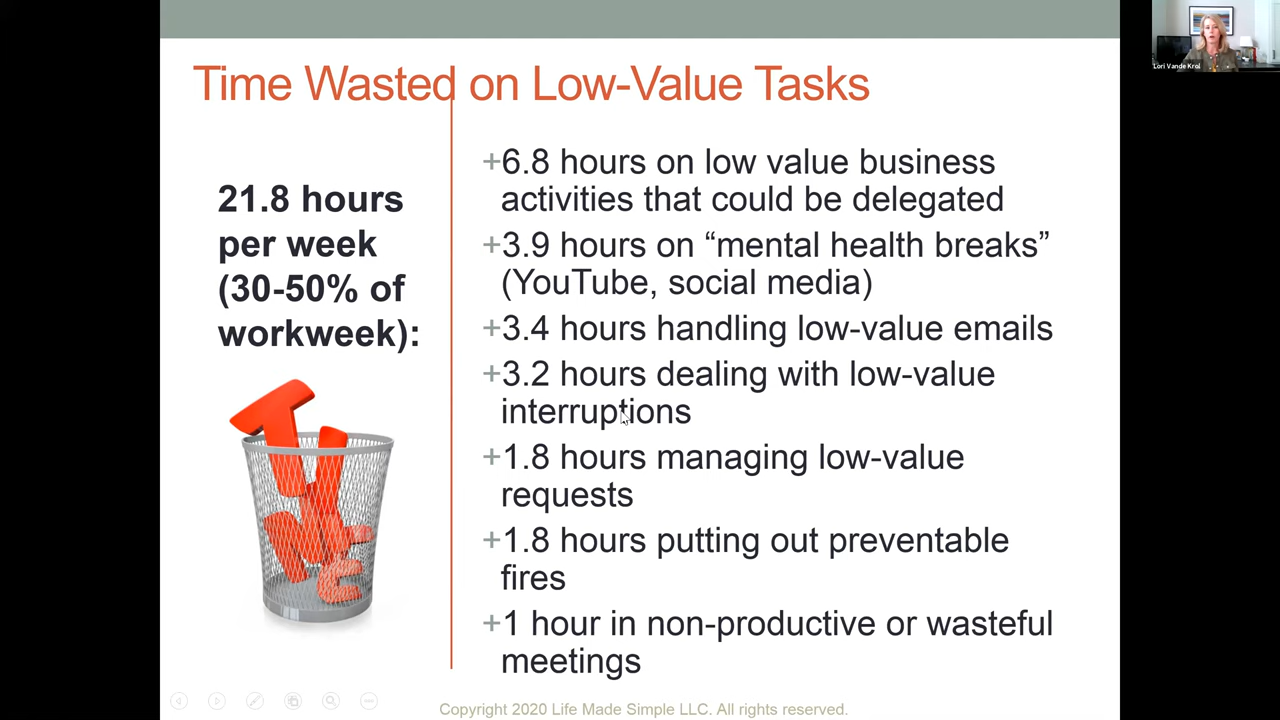 Time Wasted on Low-Value Tasks
21.8 hours
per week
(30-50% of
workweek):
+6.8 hours on low value business
activities that could be delegated
+3.9 hours on “mental health breaks”
(YouTube, social media)
+3.4 hours handling low-value emails
+3.2 hours dealing with low-value
interruptions
+1.8 hours managing low-value
requests
+1.8 hours putting out preventable
fires
+1 hour in non-productive or wasteful
meetings
Copyright 2020 Life Made Simple LLC. All rights reserved.
Lori Vande Krol
TIME